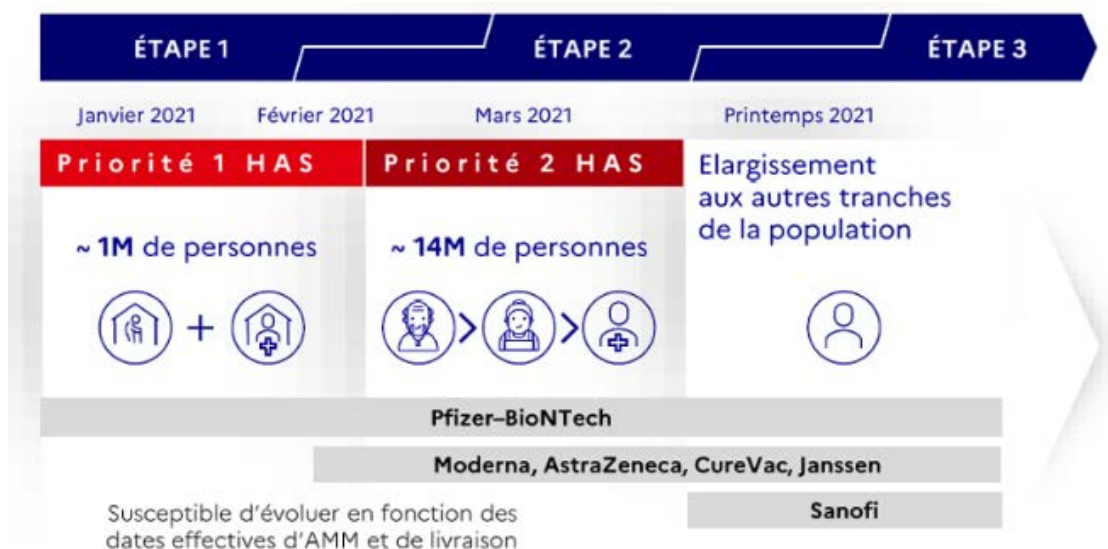 ÉTAPE 1
ÉTAPE 2
ÉTAPE 3
Janvier 2021
Février 2021
Mars 2021
Printemps 2021
Priorité 1 HAS
Priorité 2 HAS
Elargissement
aux autres tranches
de la population
~ 1M de personnes
~ 14M de personnes
+
>
>
Pfizer–BioNTech
Moderna, AstraZeneca, CureVac, Janssen
Sanofi
Susceptible d'évoluer en fonction des
dates effectives d'AMM et de livraison